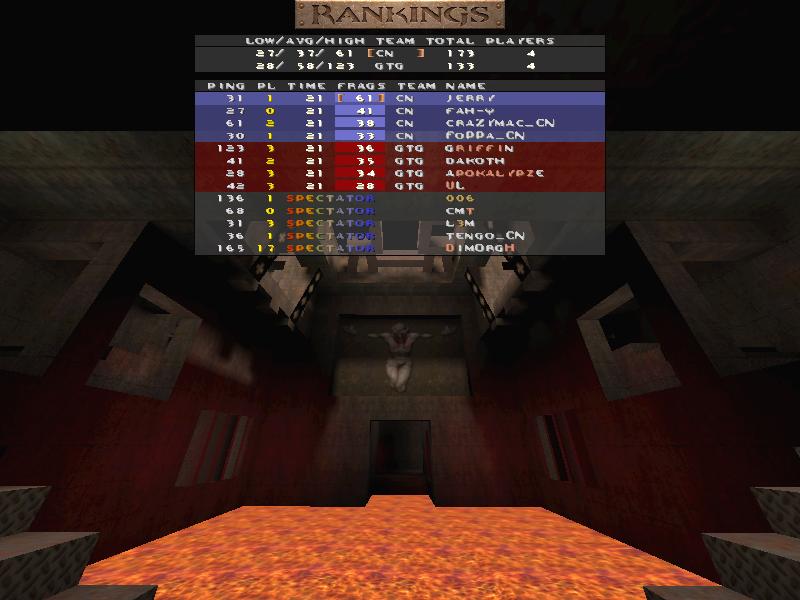 RANKINGS
LOW/AVG/HIGH TEAM TOTAL PLAYERS
27/ 37/ 61 [CN ] 173 4
28/ 58/123 GTG 133 4
PING PL TIME FRAGS TEAM NAME
31 1 21 [ 61] CN JERRY
27 0 21 41 CN FAH-V
61 2 21 38 CN CRAZYMAC_CN
30 1 21 33 CN FOPPA_CN
123 3 21 36 GTG GRIFFIN
41 2 21 35 GTG DAKOTH
28 3 21 34 GTG APOKALYPZE
42 3 21 28 GTG UL
136 1 SPECTATOR 006
68 0 SPECTATOR CMT
31 3 SPECTATOR L3M
36 1 SPECTATOR TENGO_CN
165 17 SPECTATOR DIMORGH